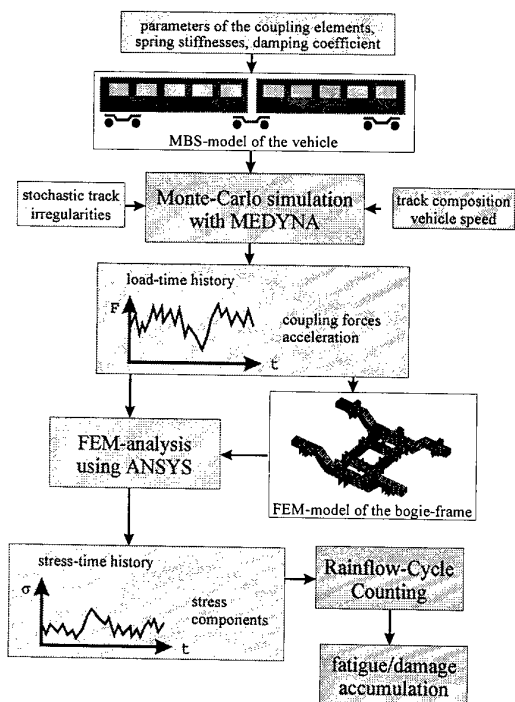 parameters of the coupling elements,
spring stiffnesses, damping coefficient
MBS-model of the vehicle
stochastic track
irregularities
Monte-Carlo simulation
with MEDYNA
track composition
vehicle speed
load-time history
F
coupling forces
acceleration
t
FEM-analysis
using ANSYS
FEM-model of the bogie-frame
stress-time history
σ
stress
components
t
Rainflow-Cycle
Counting
fatigue/damage
accumulation